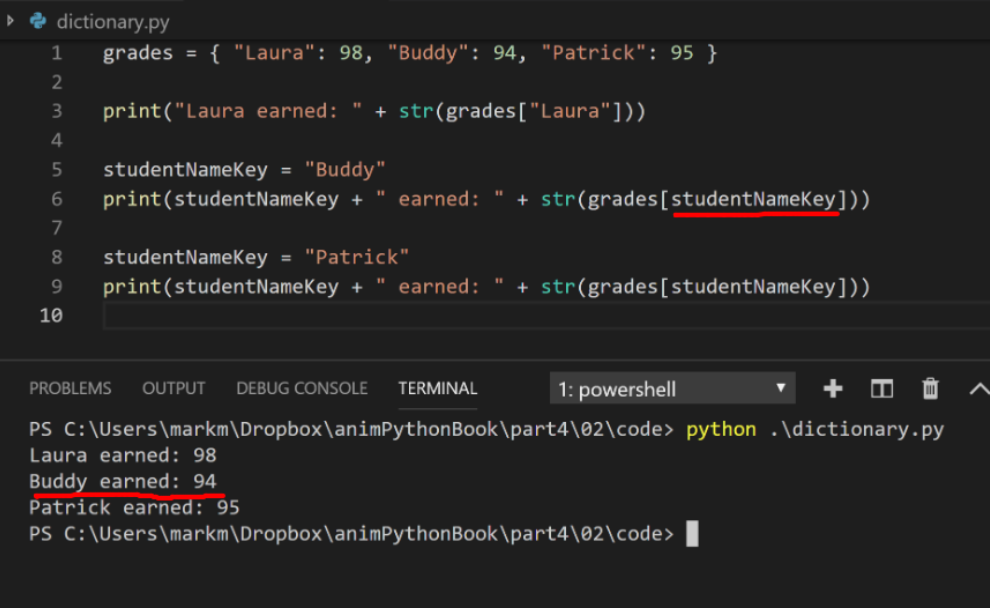 dictionary.py
1 grades = { "Laura": 98, "Buddy": 94, "Patrick": 95 }
2
3 print("Laura earned: " + str(grades["Laura"]))
4
5 studentNameKey = "Buddy"
6 print(studentNameKey + " earned: " + str(grades[studentNameKey]))
7
8 studentNameKey = "Patrick"
9 print(studentNameKey + " earned: " + str(grades[studentNameKey]))
10
PROBLEMS OUTPUT DEBUG CONSOLE TERMINAL 1: powershell
PS C:\Users\markm\Dropbox\animPythonBook\part4\02\code> python .\dictionary.py
Laura earned: 98
Buddy earned: 94
Patrick earned: 95
PS C:\Users\markm\Dropbox\animPythonBook\part4\02\code>